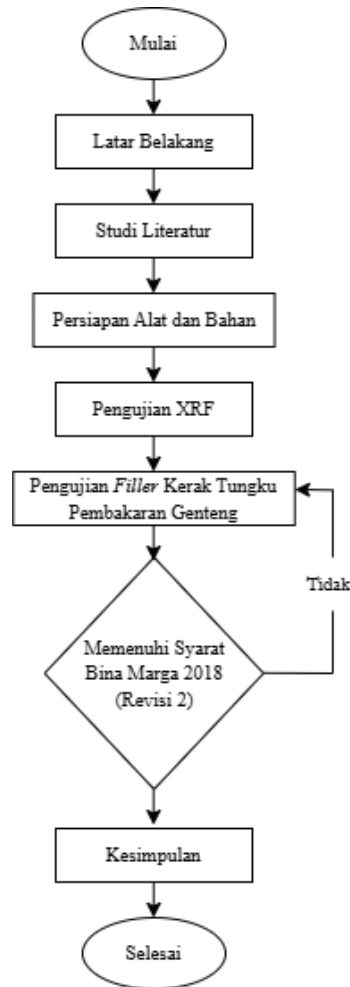 Mulai
Latar Belakang
Studi Literatur
Persiapan Alat dan Bahan
Pengujian XRF
Pengujian Filler Kerak Tungku
Pembakaran Genteng
Tidak
Memenuhi Syarat
Bina Marga 2018
(Revisi 2)
Kesimpulan
Selesai